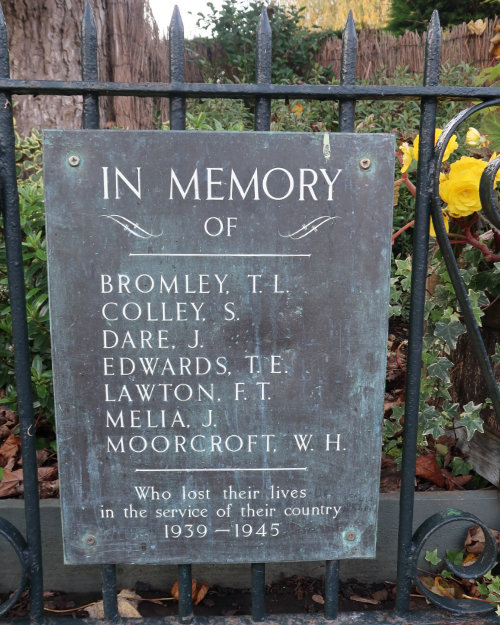 IN MEMORY
OF
BROMLEY, T. L.
COLLEY, S.
DARE, J.
EDWARDS, T. E.
LAWTON, F. T.
MELIA, J.
MOORCROFT, W. H.
Who lost their lives
in the service of their country
1939 – 1945